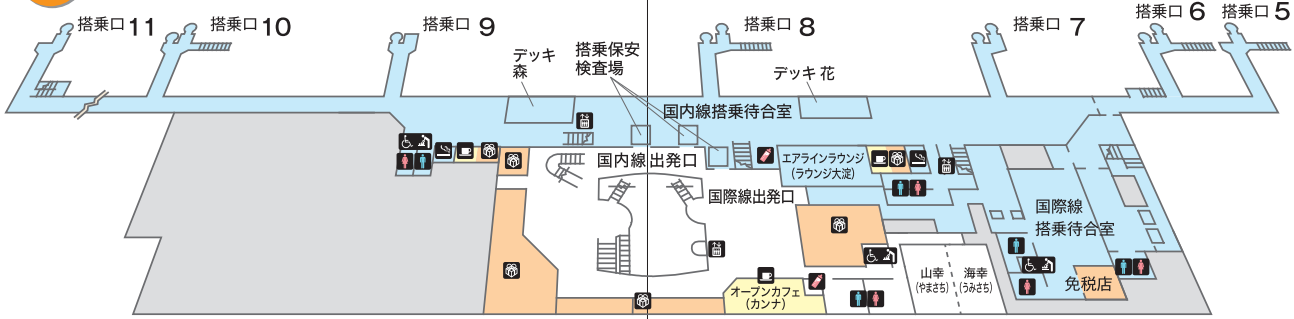 搭乗口 11
搭乗口 10
搭乗口 9
搭乗口 8
搭乗口 7
搭乗口 6
搭乗口 5
デッキ
森
搭乗保安
検査場
デッキ 花
国内線搭乗待合室
国内線出発口
エアラインラウンジ
(ラウンジ大淀)
国際線出発口
国際線
搭乗待合室
山幸
(やまさち)
海幸
(うみさち)
免税店
オープンカフェ
(カンナ)